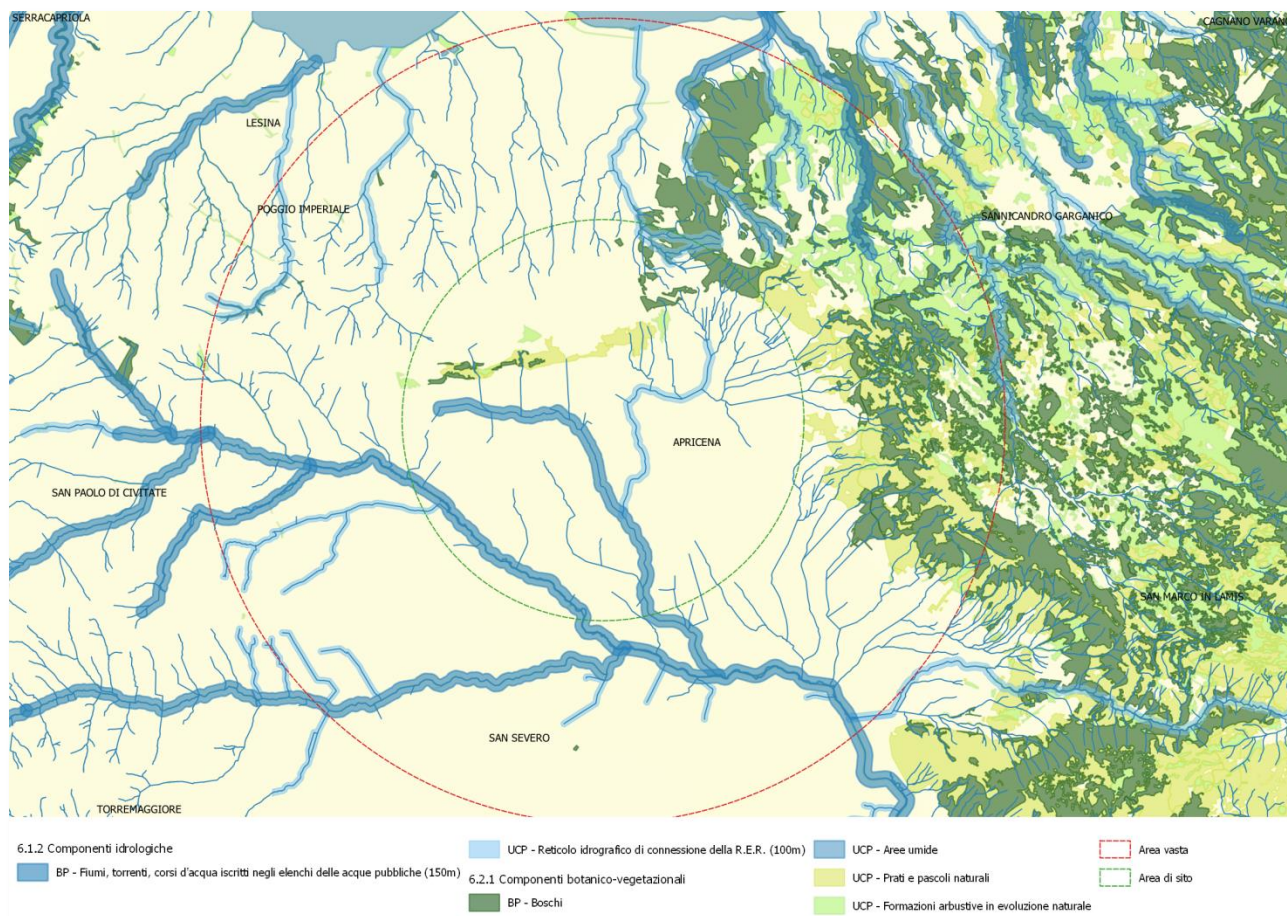 SERRACAPRIOLA
CAGNANO VARAN
LESINA
POGGIO IMPERIALE
SANNICANDRO GARGANICO
APRICENA
SAN PAOLO DI CIVITATE
SAN MARCO IN LAMIS
SAN SEVERO
TORREMAGGIORE
6.1.2 Componenti idrologiche
BP - Fiumi, torrenti, corsi d'acqua iscritti negli elenchi delle acque pubbliche (150m)
UCP - Reticolo idrografico di connessione della R.E.R. (100m)
6.2.1 Componenti botanico-vegetazionali
BP - Boschi
UCP - Aree umide
UCP - Prati e pascoli naturali
UCP - Formazioni arbustive in evoluzione naturale
Area vasta
Area di sito